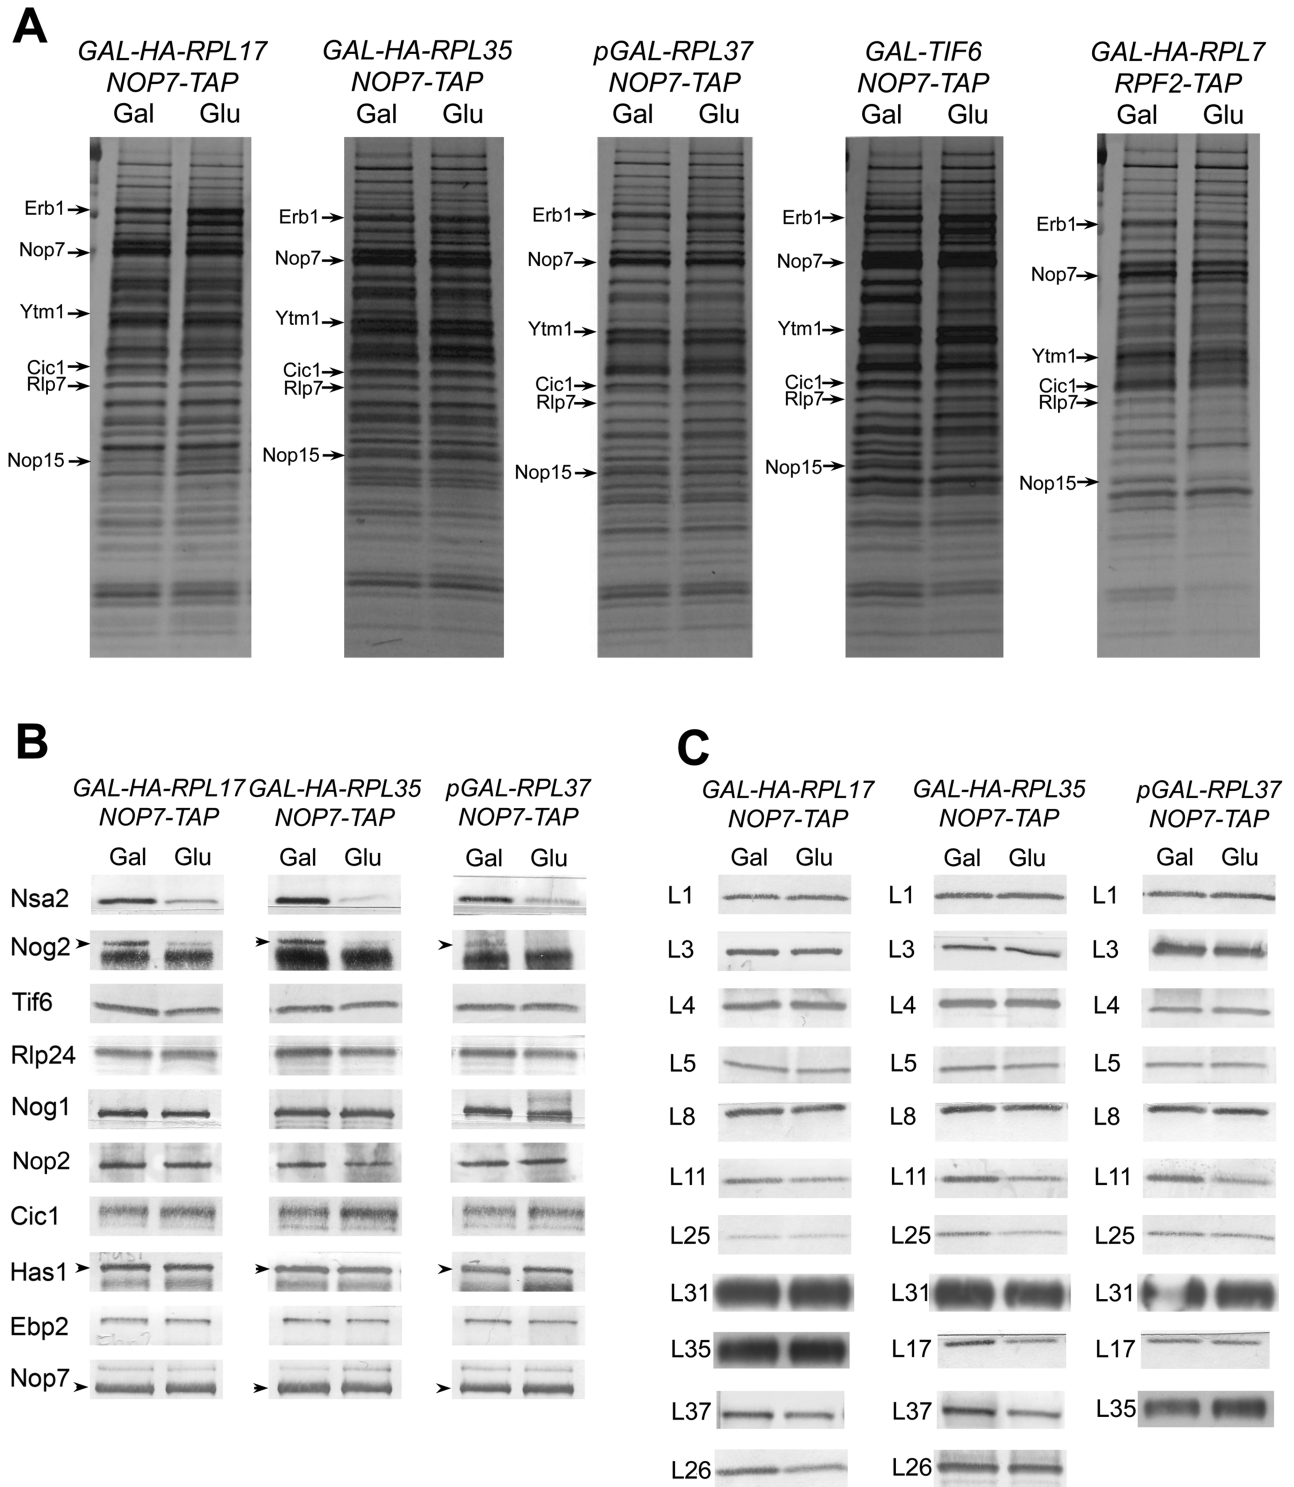 A
GAL-HA-RPL17 GAL-HA-RPL35 pGAL-RPL37 GAL-TIF6 GAL-HA-RPL7
NOP7-TAP NOP7-TAP NOP7-TAP NOP7-TAP RPF2-TAP
Gal Glu Gal Glu Gal Glu Gal Glu Gal Glu
Erb1 Erb1 Erb1 Erb1 Erb1
Nop7 Nop7 Nop7 Nop7 Nop7
Ytm1 Ytm1 Ytm1 Ytm1 Ytm1
Cic1 Cic1 Cic1 Cic1 Cic1
Rlp7 Rlp7 Rlp7 Rlp7 Rlp7
Nop15 Nop15 Nop15 Nop15 Nop15
B
GAL-HA-RPL17 GAL-HA-RPL35 pGAL-RPL37
NOP7-TAP NOP7-TAP NOP7-TAP
Gal Glu Gal Glu Gal Glu
Nsa2
Nog2
Tif6
Rlp24
Nog1
Nop2
Cic1
Has1
Ebp2
Nop7
C
GAL-HA-RPL17 GAL-HA-RPL35 pGAL-RPL37
NOP7-TAP NOP7-TAP NOP7-TAP
Gal Glu Gal Glu Gal Glu
L1 L1 L1
L3 L3 L3
L4 L4 L4
L5 L5 L5
L8 L8 L8
L11 L11 L11
L25 L25 L25
L31 L31 L31
L35 L17 L17
L37 L37 L35
L26 L26